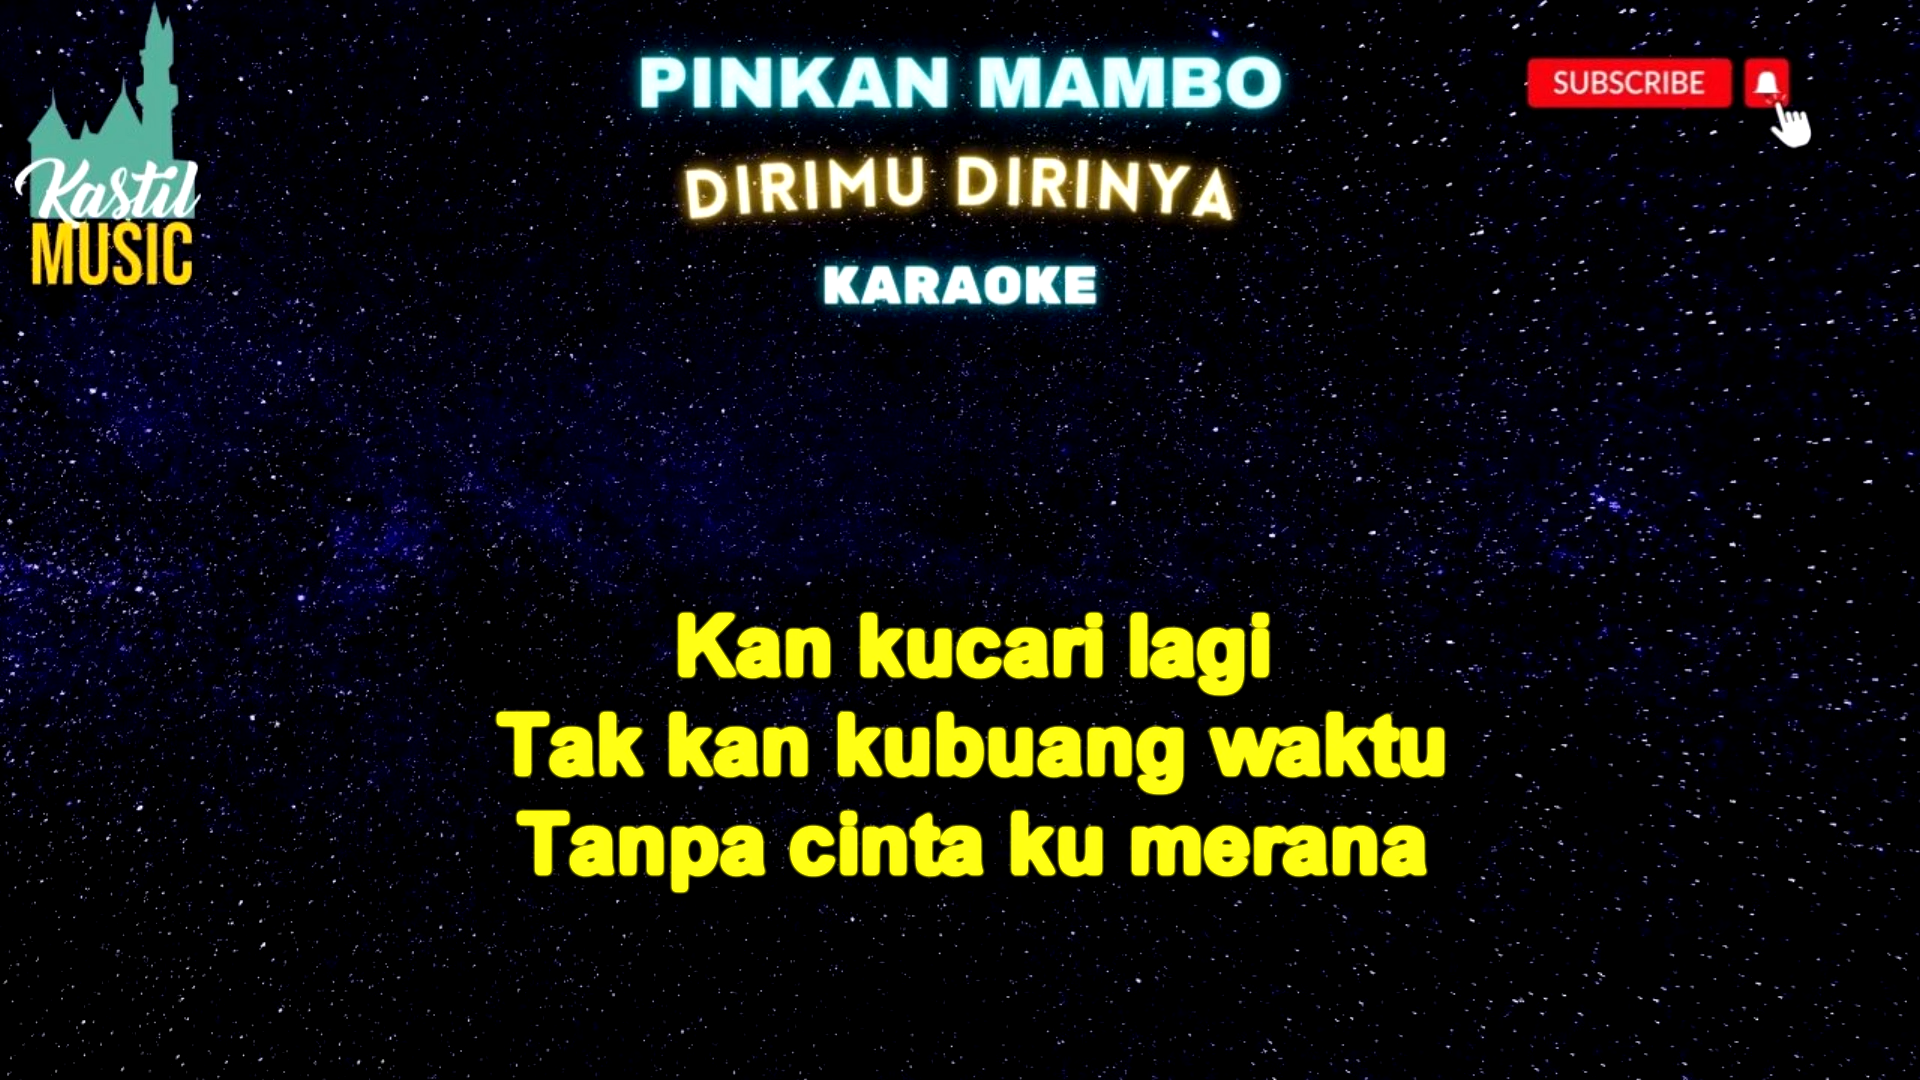 PINKAN MAMBO
SUBSCRIBE
DIRIMU DIRINYA
Kastil
MUSIC
KARAOKE
Kan kucari lagi
Tak kan kubuang waktu
Tanpa cinta ku merana